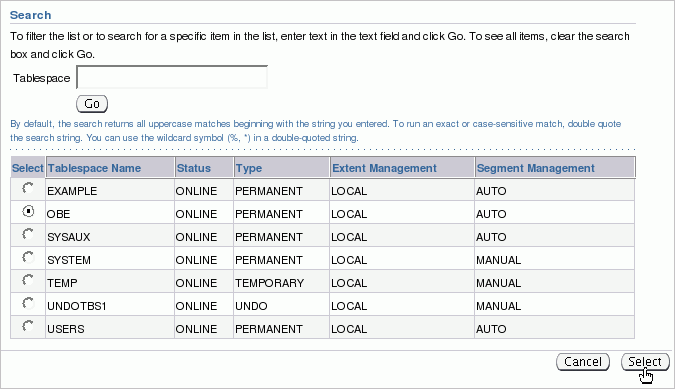 Search
To filter the list or to search for a specific item in the list, enter text in the text field and click Go. To see all items, clear the search
box and click Go.
Tablespace
Go
By default, the search returns all uppercase matches beginning with the string you entered. To run an exact or case-sensitive match, double quote
the search string. You can use the wildcard symbol (%, *) in a double-quoted string.
Select Tablespace Name Status Type Extent Management Segment Management
EXAMPLE ONLINE PERMANENT LOCAL AUTO
OBE ONLINE PERMANENT LOCAL AUTO
SYSAUX ONLINE PERMANENT LOCAL AUTO
SYSTEM ONLINE PERMANENT LOCAL MANUAL
TEMP ONLINE TEMPORARY LOCAL MANUAL
UNDOTBS1 ONLINE UNDO LOCAL MANUAL
USERS ONLINE PERMANENT LOCAL AUTO
Cancel Select